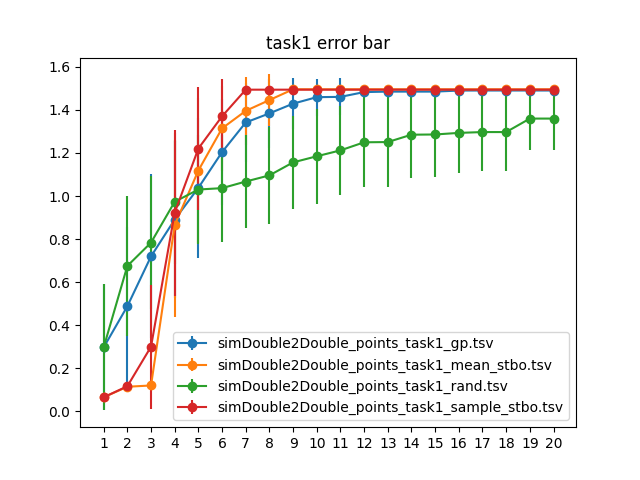 task1 error bar
1.6
1.4
1.2
1.0
0.8
0.6
0.4
0.2
0.0
simDouble2Double_points_task1_gp.tsv
simDouble2Double_points_task1_mean_stbo.tsv
simDouble2Double_points_task1_rand.tsv
simDouble2Double_points_task1_sample_stbo.tsv
1 2 3 4 5 6 7 8 9 10 11 12 13 14 15 16 17 18 19 20